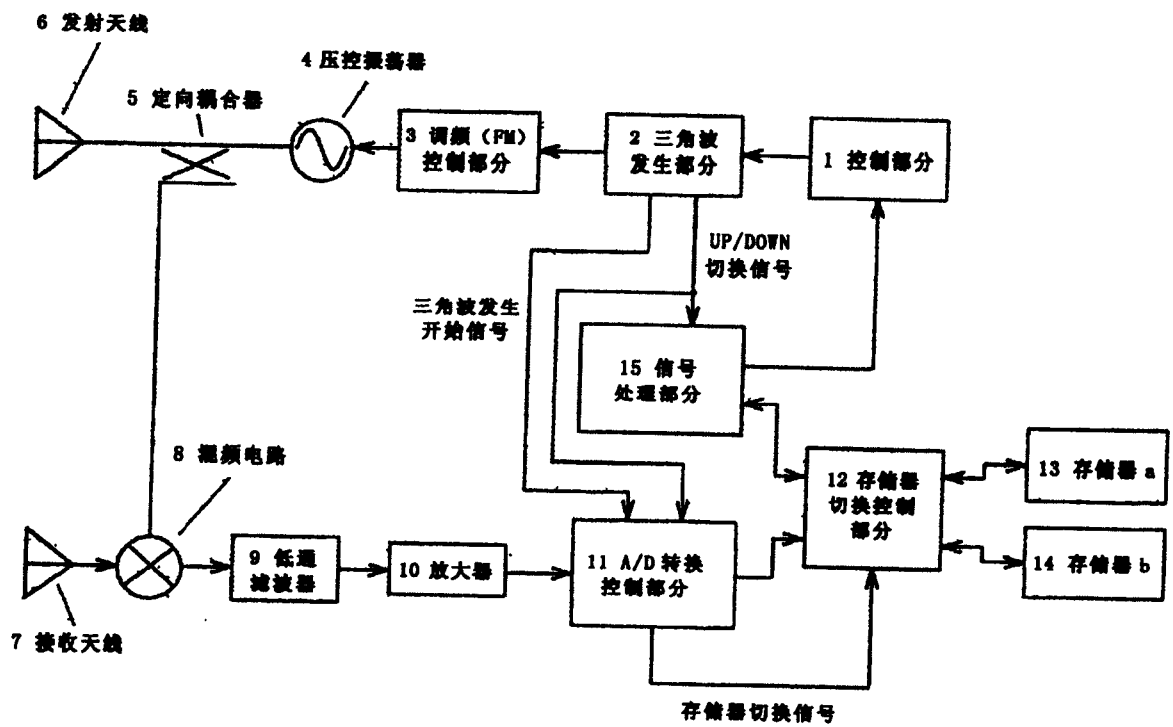 6 发射天线
4 压控振荡器
5 定向耦合器
3 调频（FM）
控制部分
2 三角波
发生部分
1 控制部分
UP/DOWN
切换信号
三角波发生
开始信号
15 信号
处理部分
8 混频电路
12 存储器
切换控制
部分
13 存储器 a
14 存储器 b
9 低通
滤波器
10 放大器
11 A/D 转换
控制部分
7 接收天线
存储器切换信号